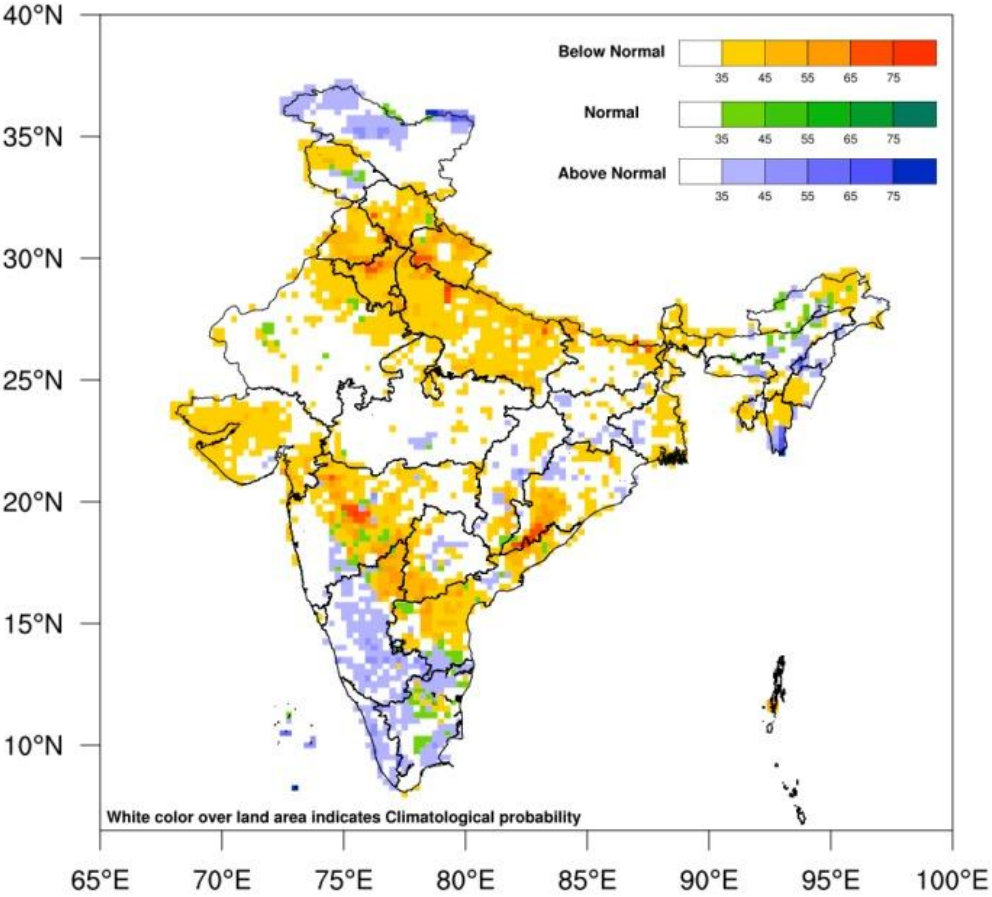 40°N
35°N
30°N
25°N
20°N
15°N
10°N
Below Normal
35 45 55 65 75
Normal
35 45 55 65 75
Above Normal
35 45 55 65 75
White color over land area indicates Climatological probability
65°E 70°E 75°E 80°E 85°E 90°E 95°E 100°E